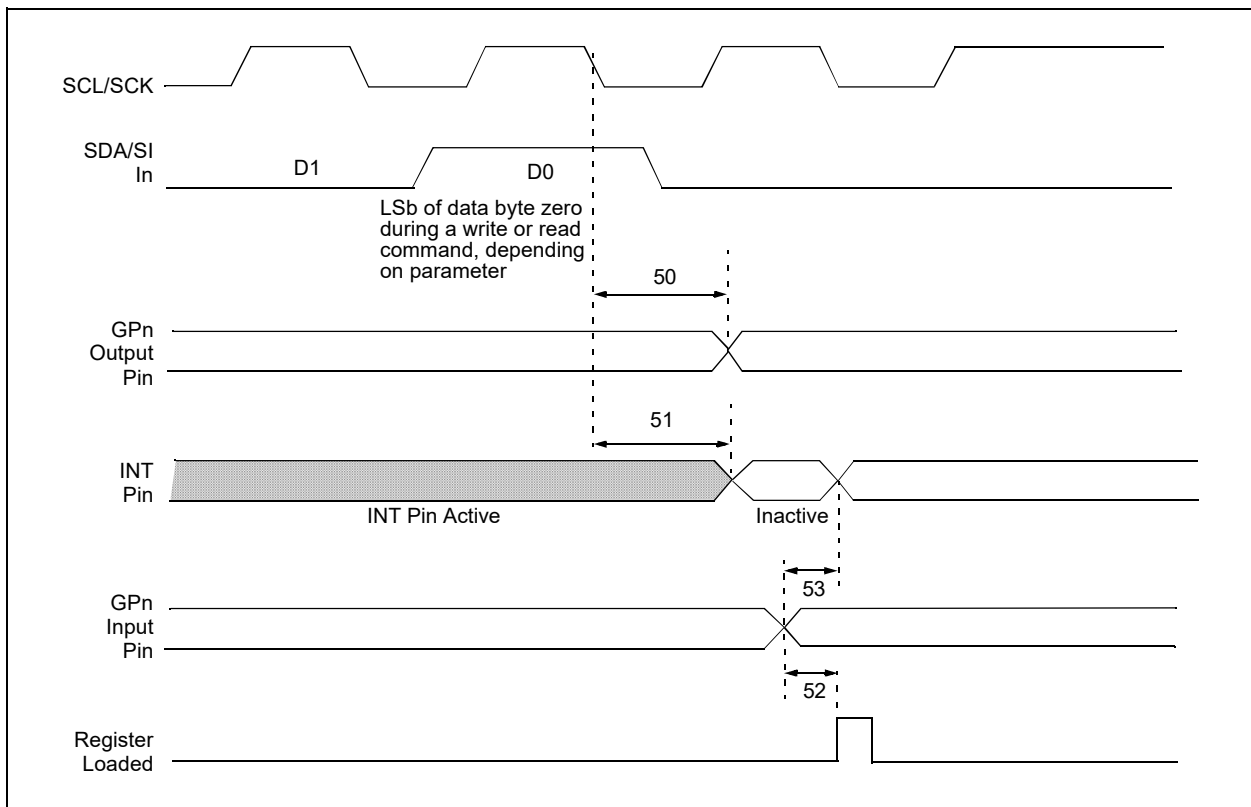 SCL/SCK
SDA/SI
In
D1
D0
LSb of data byte zero
during a write or read
command, depending
on parameter
50
GPn
Output
Pin
51
INT
Pin
INT Pin Active
Inactive
53
GPn
Input
Pin
52
Register
Loaded